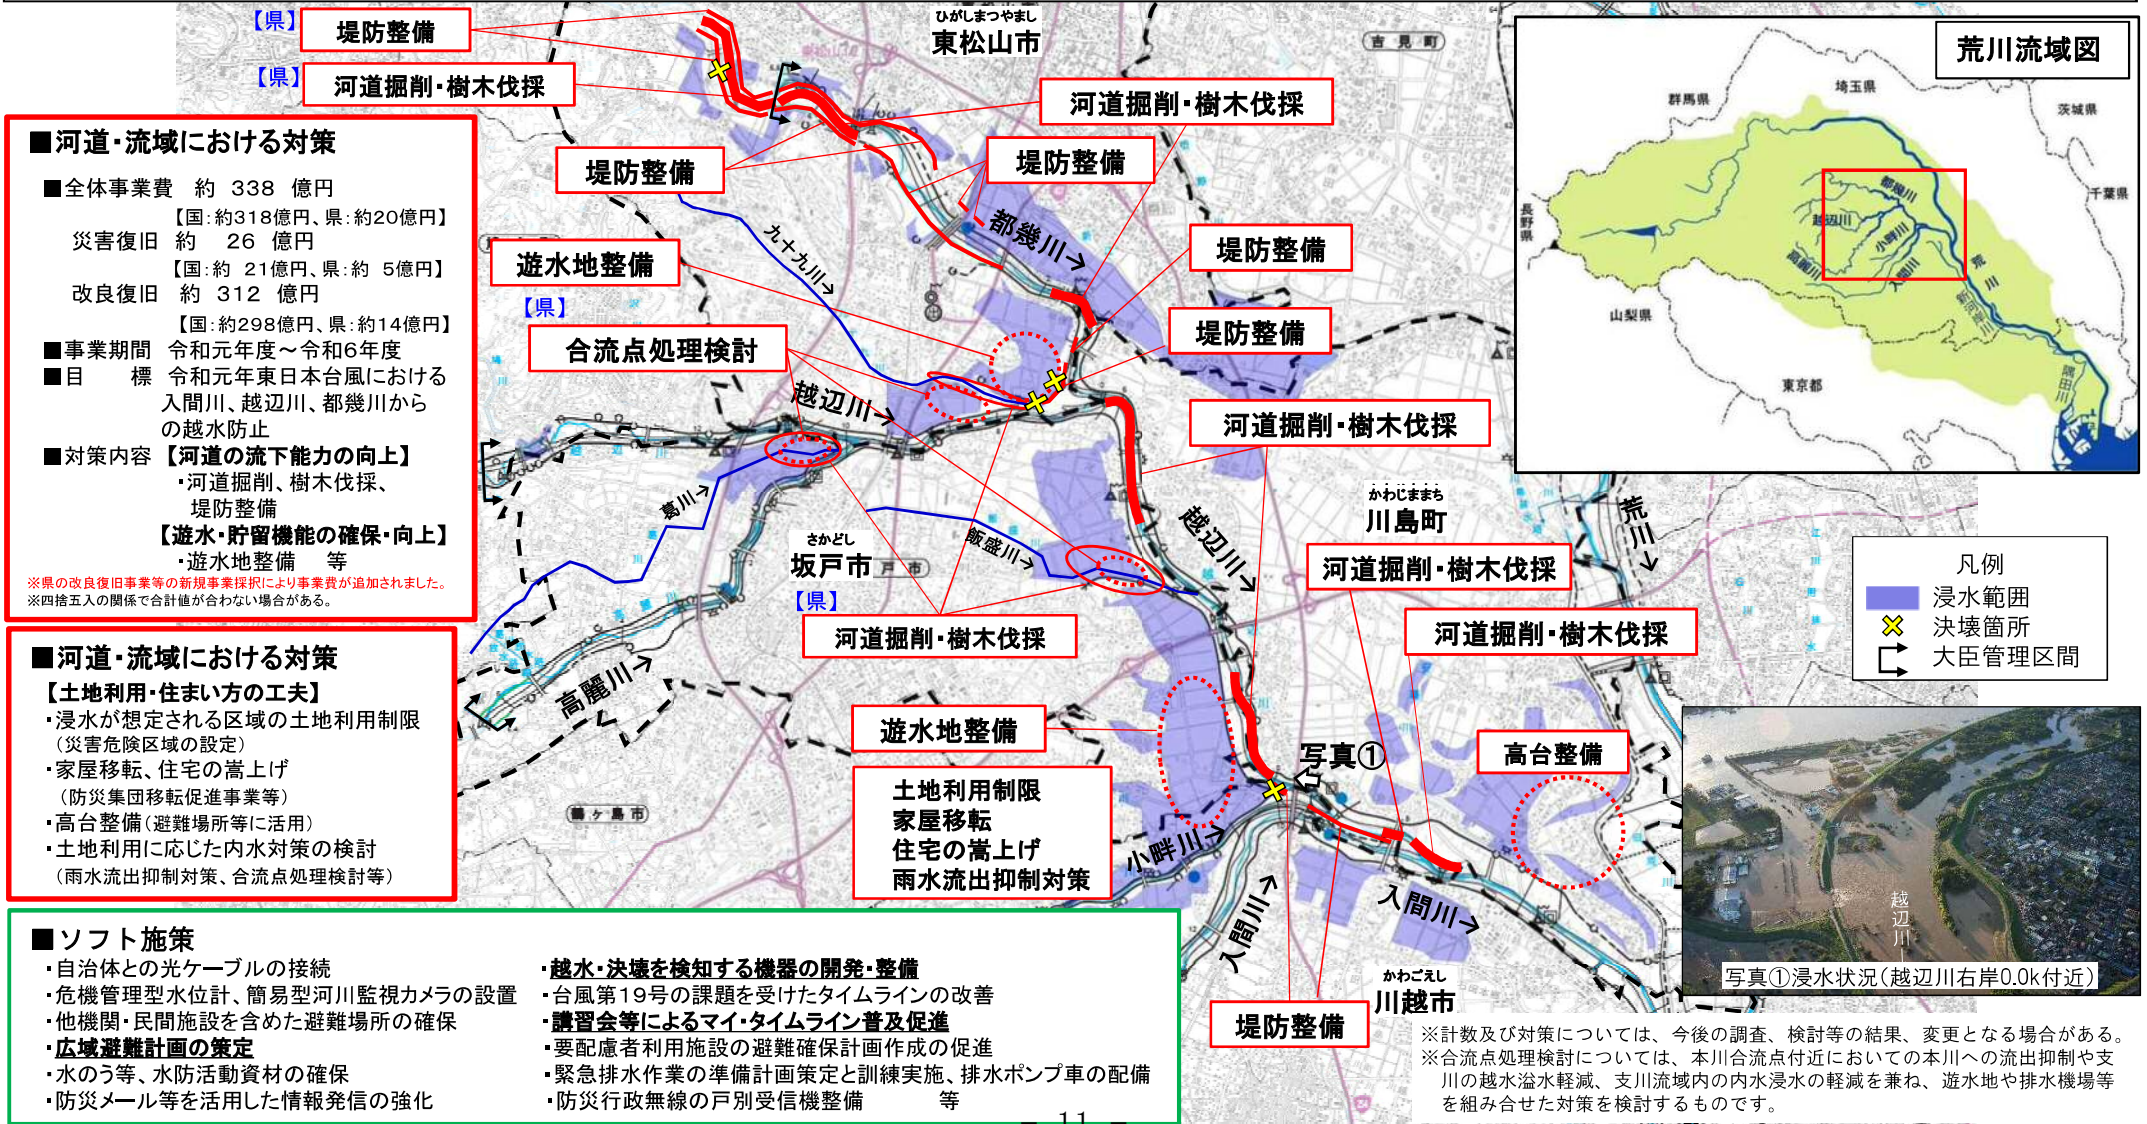 【県】
堤防整備
【県】
河道掘削・樹木伐採
ひがしまつやまし
東松山市
吉見町
河道掘削・樹木伐採
堤防整備
堤防整備
都幾川→
九十九川→
遊水地整備
【県】
合流点処理検討
堤防整備
堤防整備
越辺川→
河道掘削・樹木伐採
葛川→
さかどし
坂戸市
戸市
飯盛川→
越辺川→
【県】
河道掘削・樹木伐採
高麗川→
かわじままち
川島町
河道掘削・樹木伐採
河道掘削・樹木伐採
荒川→
遊水地整備
土地利用制限
家屋移転
住宅の嵩上げ
雨水流出抑制対策
鶴ヶ島市
写真①
高台整備
小畔川→
入間川→
入間川→
かわごえし
川越市
堤防整備
荒川流域図
群馬県
埼玉県
茨城県
千葉県
長野県
山梨県
東京都
都幾川
越辺川
小畔川
高麗川
入間川
荒川
新河岸川
隅田川
凡例
浸水範囲
決壊箇所
大臣管理区間
越辺川
写真①浸水状況(越辺川右岸0.0k付近)
■河道・流域における対策
■全体事業費 約 338 億円
【国:約318億円、県:約20億円】
災害復旧 約 26 億円
【国:約 21億円、県:約 5億円】
改良復旧 約 312 億円
【国:約298億円、県:約14億円】
■事業期間 令和元年度～令和6年度
■目 標 令和元年東日本台風における
入間川、越辺川、都幾川から
の越水防止
■対策内容 【河道の流下能力の向上】
・河道掘削、樹木伐採、
堤防整備
【遊水・貯留機能の確保・向上】
・遊水地整備 等
※県の改良復旧事業等の新規事業採択により事業費が追加されました。
※四捨五入の関係で合計値が合わない場合がある。
■河道・流域における対策
【土地利用・住まい方の工夫】
・浸水が想定される区域の土地利用制限
(災害危険区域の設定)
・家屋移転、住宅の嵩上げ
(防災集団移転促進事業等)
・高台整備(避難場所等に活用)
・土地利用に応じた内水対策の検討
(雨水流出抑制対策、合流点処理検討等)
■ソフト施策
・自治体との光ケーブルの接続
・危機管理型水位計、簡易型河川監視カメラの設置
・他機関・民間施設を含めた避難場所の確保
・広域避難計画の策定
・水のう等、水防活動資材の確保
・防災メール等を活用した情報発信の強化
・越水・決壊を検知する機器の開発・整備
・台風第19号の課題を受けたタイムラインの改善
・講習会等によるマイ・タイムライン普及促進
・要配慮者利用施設の避難確保計画作成の促進
・緊急排水作業の準備計画策定と訓練実施、排水ポンプ車の配備
・防災行政無線の戸別受信機整備 等
※計数及び対策については、今後の調査、検討等の結果、変更となる場合がある。
※合流点処理検討については、本川合流点付近においての本川への流出抑制や支
川の越水溢水軽減、支川流域内の内水浸水の軽減を兼ね、遊水地や排水機場等
を組み合せた対策を検討するものです。
11